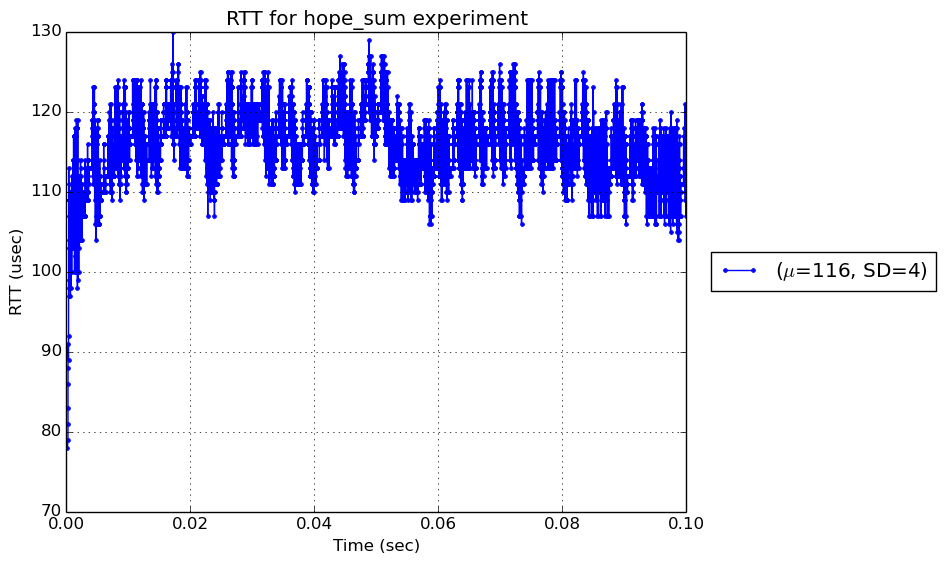 RTT for hope_sum experiment
130
120
110
100
90
80
70
RTT (usec)
0.00 0.02 0.04 0.06 0.08 0.10
Time (sec)
(μ=116, SD=4)